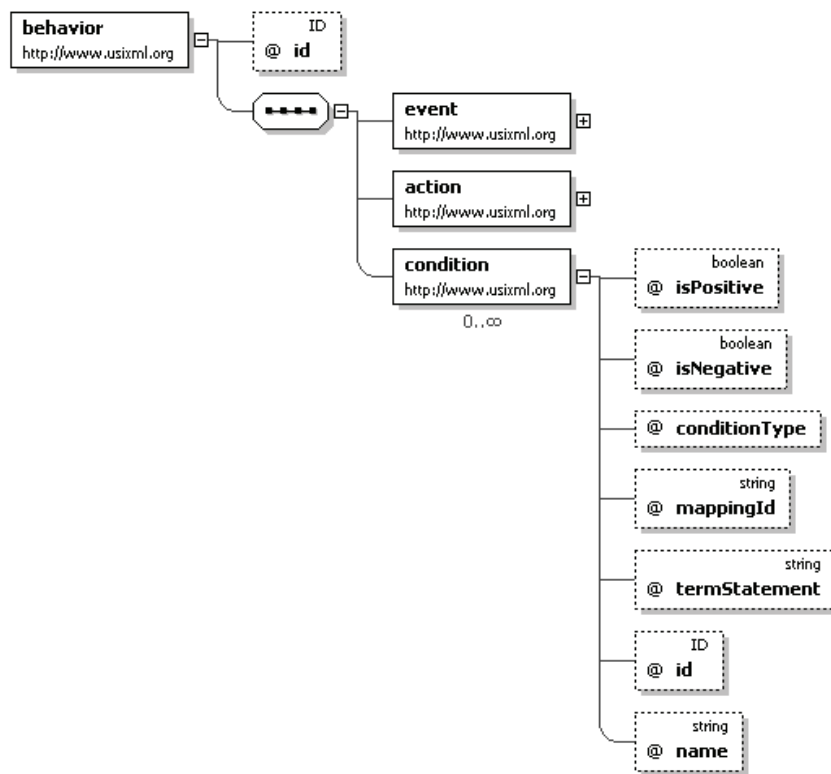 behavior
http://www.usixml.org
ID
@ id
event
http://www.usixml.org
action
http://www.usixml.org
condition
http://www.usixml.org
0..∞
boolean
@ isPositive
boolean
@ isNegative
@ conditionType
string
@ mappingId
string
@ termStatement
ID
@ id
string
@ name